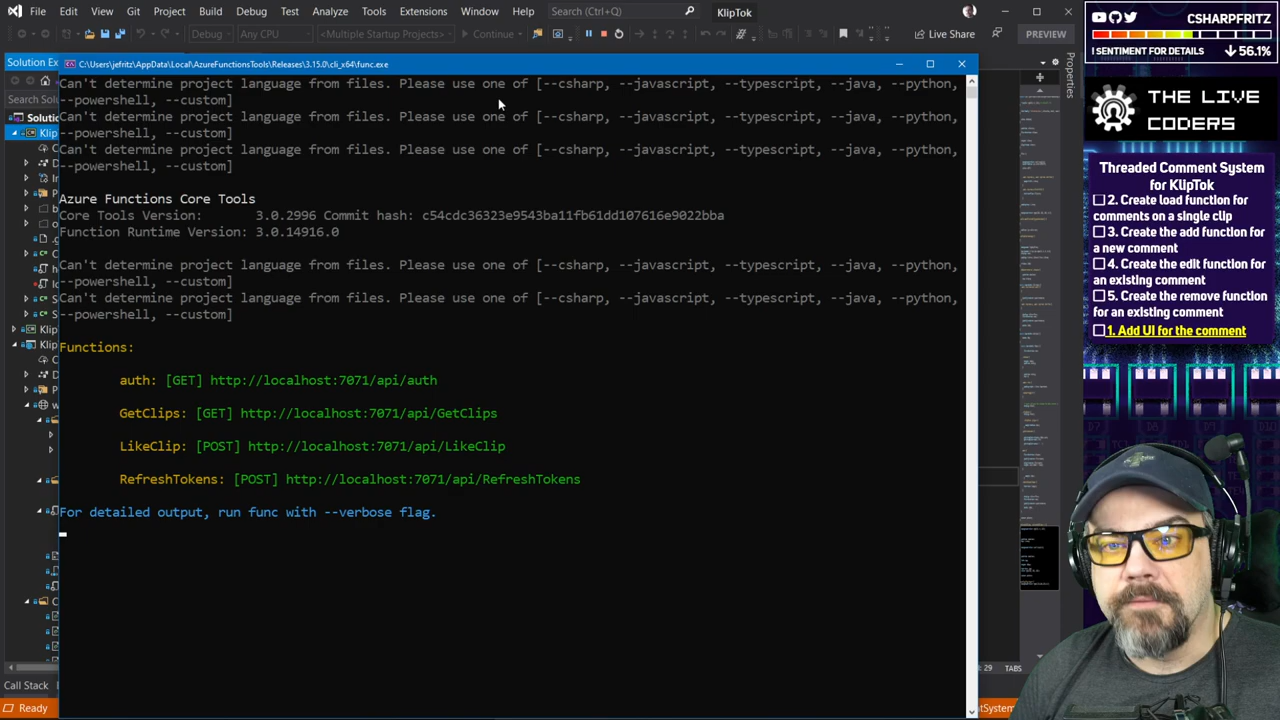 File Edit View Git Project Build Debug Test Analyze Tools Extensions Window Help Search (Ctrl+Q) KlipTok
Debug Any CPU <Multiple Startup Projects> Continue Live Share PREVIEW
Solution Ex
C:\Users\jefritz\AppData\Local\AzureFunctionsTools\Releases\3.15.0\cli_x64\func.exe
Search Solu
Solutio
Klip
Klip
Klip
Properties
Can't determine project language from files. Please use one of [--csharp, --javascript, --typescript, --java, --python,
--powershell, --custom]
Can't determine project language from files. Please use one of [--csharp, --javascript, --typescript, --java, --python,
--powershell, --custom]
Can't determine project language from files. Please use one of [--csharp, --javascript, --typescript, --java, --python,
--powershell, --custom]
Azure Functions Core Tools
Core Tools Version: 3.0.2996 Commit hash: c54cdc36323e9543ba11fb61dd107616e9022bba
Function Runtime Version: 3.0.14916.0
Can't determine project language from files. Please use one of [--csharp, --javascript, --typescript, --java, --python,
--powershell, --custom]
Can't determine project language from files. Please use one of [--csharp, --javascript, --typescript, --java, --python,
--powershell, --custom]
Functions:
auth: [GET] http://localhost:7071/api/auth
GetClips: [GET] http://localhost:7071/api/GetClips
LikeClip: [POST] http://localhost:7071/api/LikeClip
RefreshTokens: [POST] http://localhost:7071/api/RefreshTokens
For detailed output, run func with --verbose flag.
: 29 TABS
Call Stack
Ready
CSHARPFRITZ
! SENTIMENT FOR DETAILS 56.1%
THE LIVE
CODERS
Threaded Comment System
for KlipTok
2. Create load function for
comments on a single clip
3. Create the add function for
a new comment
4. Create the edit function for
an existing comment
5. Create the remove function
for an existing comment
1. Add UI for the comment